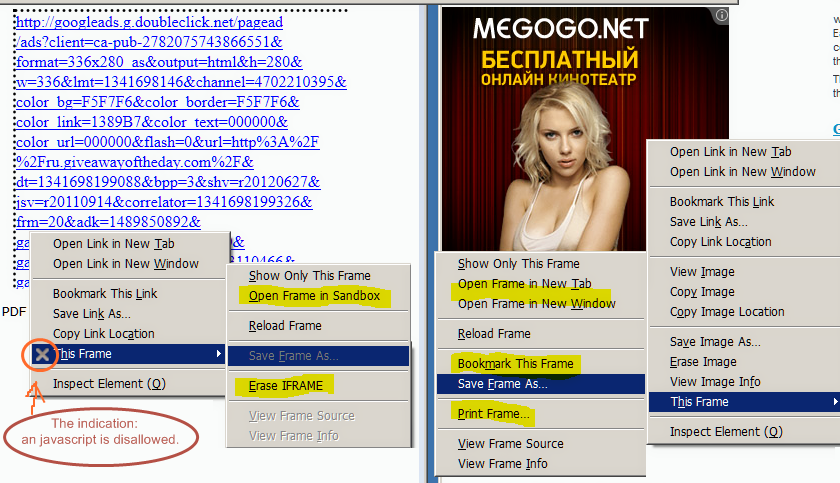 http://googleads.g.doubleclick.net/pagead
/ads?client=ca-pub-2782075743866551&
format=336x280_as&output=html&h=280&
w=336&lmt=1341698146&channel=4702210395&
color_bg=F5F7F6&color_border=F5F7F6&
color_link=1389B7&color_text=000000&
color_url=000000&flash=0&url=http%3A%2F
%2Fru.giveawayoftheday.com%2F&
dt=1341698199088&bpp=3&shv=r20120627&
jsv=r20110914&correlator=1341698199326&
frm=20&adk=1489850892&
PDF
Open Link in New Tab
Open Link in New Window
Bookmark This Link
Save Link As...
Copy Link Location
This Frame
Inspect Element (Q)
Show Only This Frame
Open Frame in Sandbox
Reload Frame
Save Frame As...
Erase IFRAME
View Frame Source
View Frame Info
The indication:
an javascript is disallowed.
MEGOGO.NET
БЕСПЛАТНЫЙ
ОНЛАЙН КИНОТЕАТР
Show Only This Frame
Open Frame in New Tab
Open Frame in New Window
Reload Frame
Bookmark This Frame
Save Frame As...
Print Frame...
View Frame Source
View Frame Info
Open Link in New Tab
Open Link in New Window
Bookmark This Link
Save Link As...
Copy Link Location
View Image
Copy Image
Copy Image Location
Save Image As...
Erase Image
View Image Info
This Frame
Inspect Element (Q)